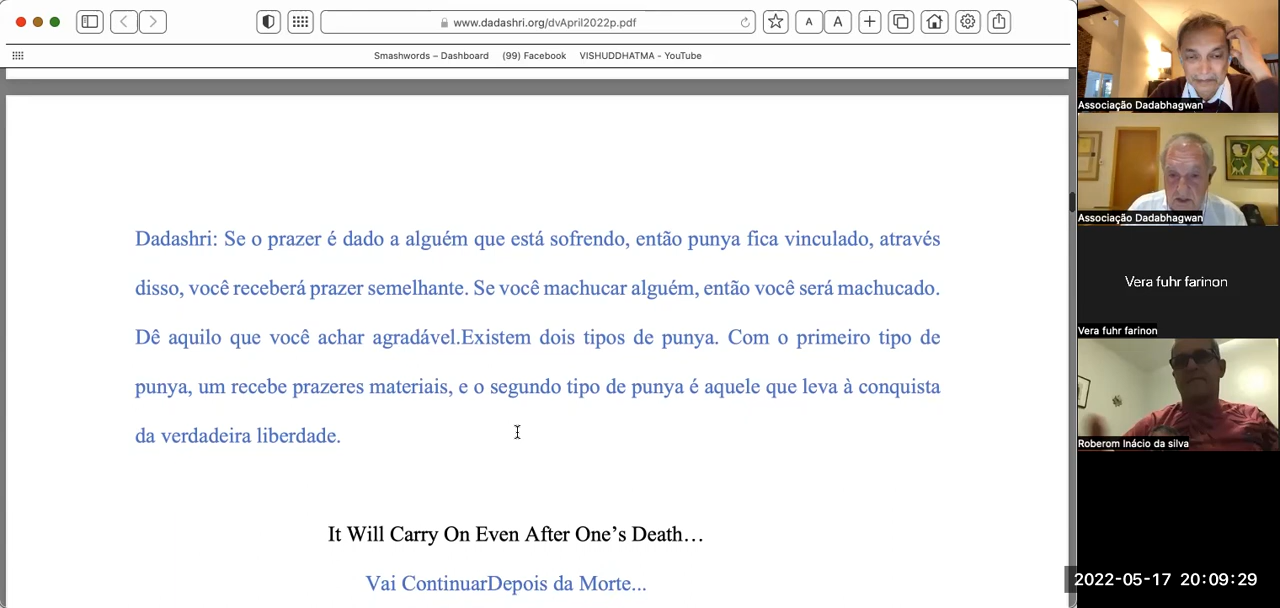 www.dadashri.org/dvApril2022p.pdf
A A
Smashwords – Dashboard (99) Facebook VISHUDDHATMA - YouTube
Dadashri: Se o prazer é dado a alguém que está sofrendo, então punya fica vinculado, através
disso, você receberá prazer semelhante. Se você machucar alguém, então você será machucado.
Dê aquilo que você achar agradável.Existem dois tipos de punya. Com o primeiro tipo de
punya, um recebe prazeres materiais, e o segundo tipo de punya é aquele que leva à conquista
da verdadeira liberdade.
It Will Carry On Even After One’s Death…
Vai ContinuarDepois da Morte...
Associação Dadabhagwan
Associação Dadabhagwan
Vera fuhr farinon
Vera fuhr farinon
Roberom Inácio da silva
2022-05-17 20:09:29